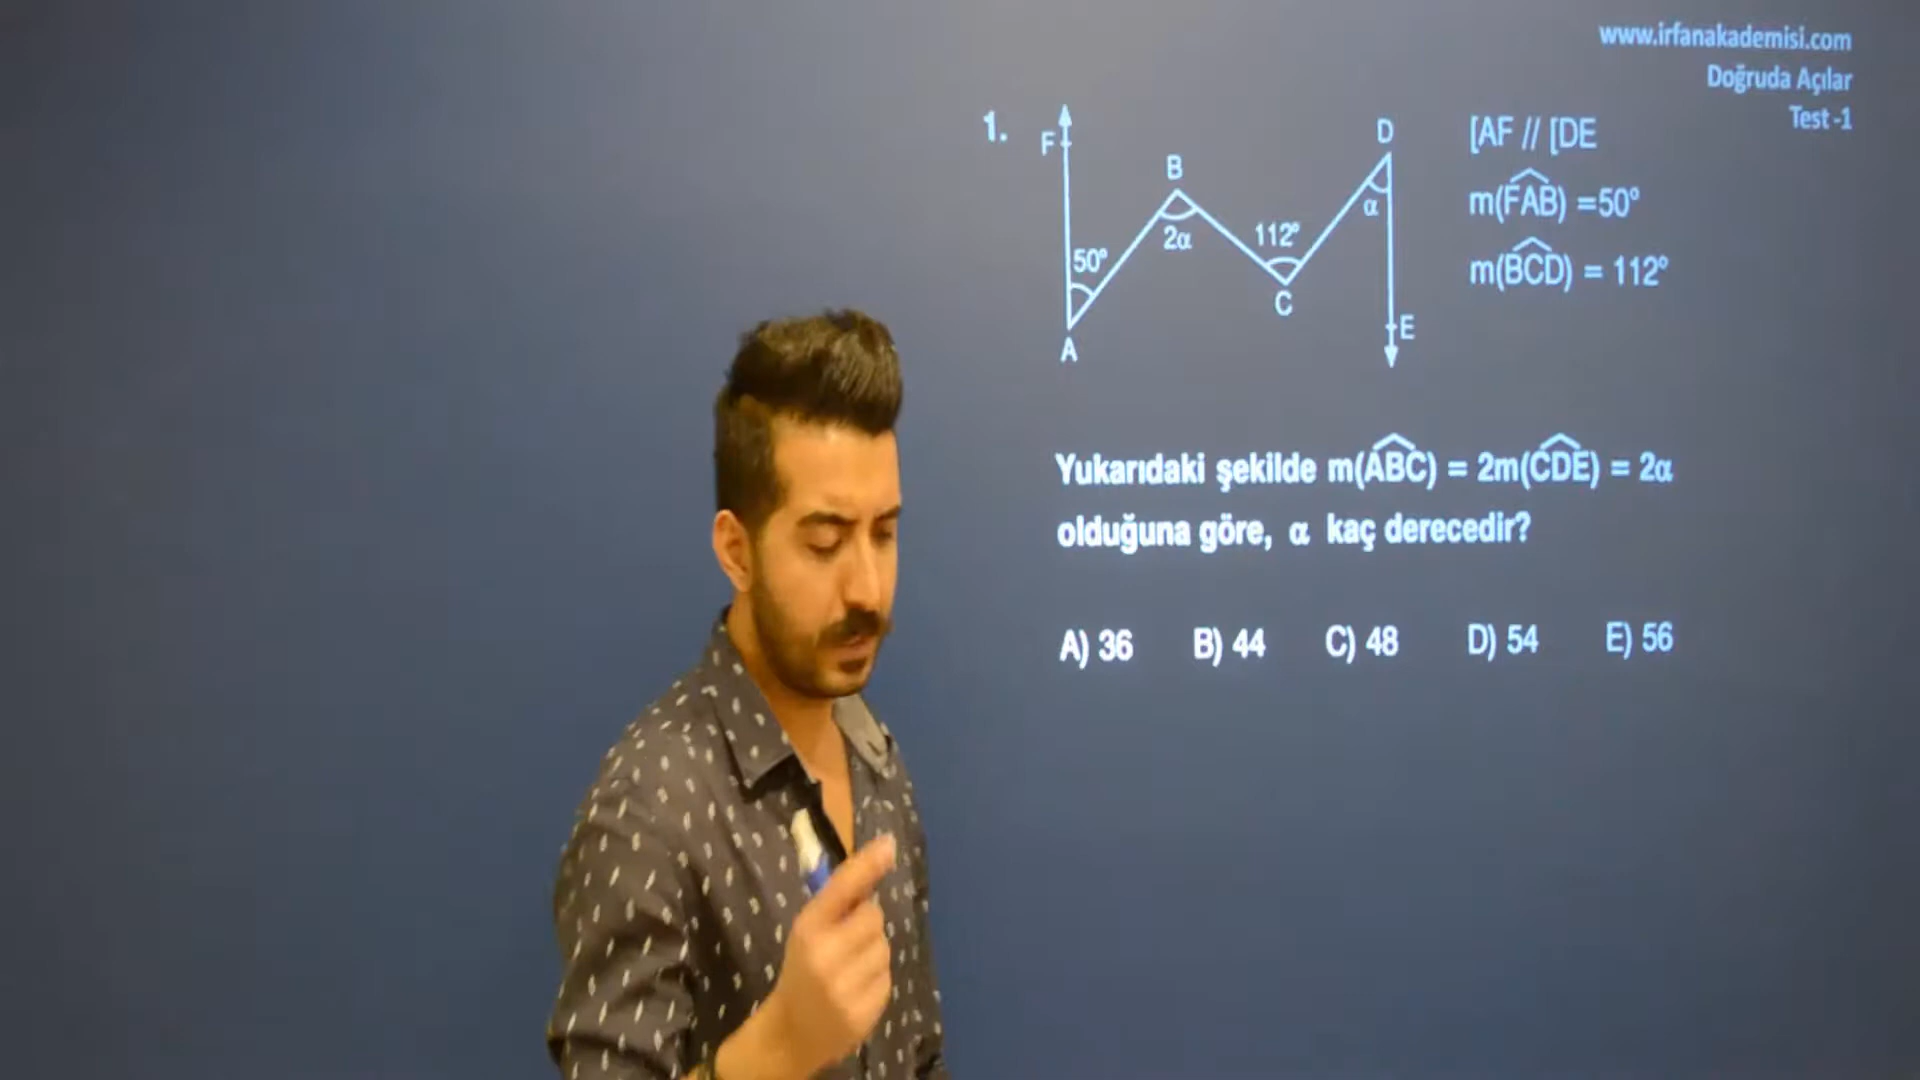 www.irfanakademisi.com
Doğruda Açılar
Test -1
1.
F
B
D
50°
2α
112°
α
C
A
E
[AF // [DE
m(FAB) =50°
m(BCD) = 112°
Yukarıdaki şekilde m(ABC) = 2m(CDE) = 2α
olduğuna göre, α kaç derecedir?
A) 36 B) 44 C) 48 D) 54 E) 56